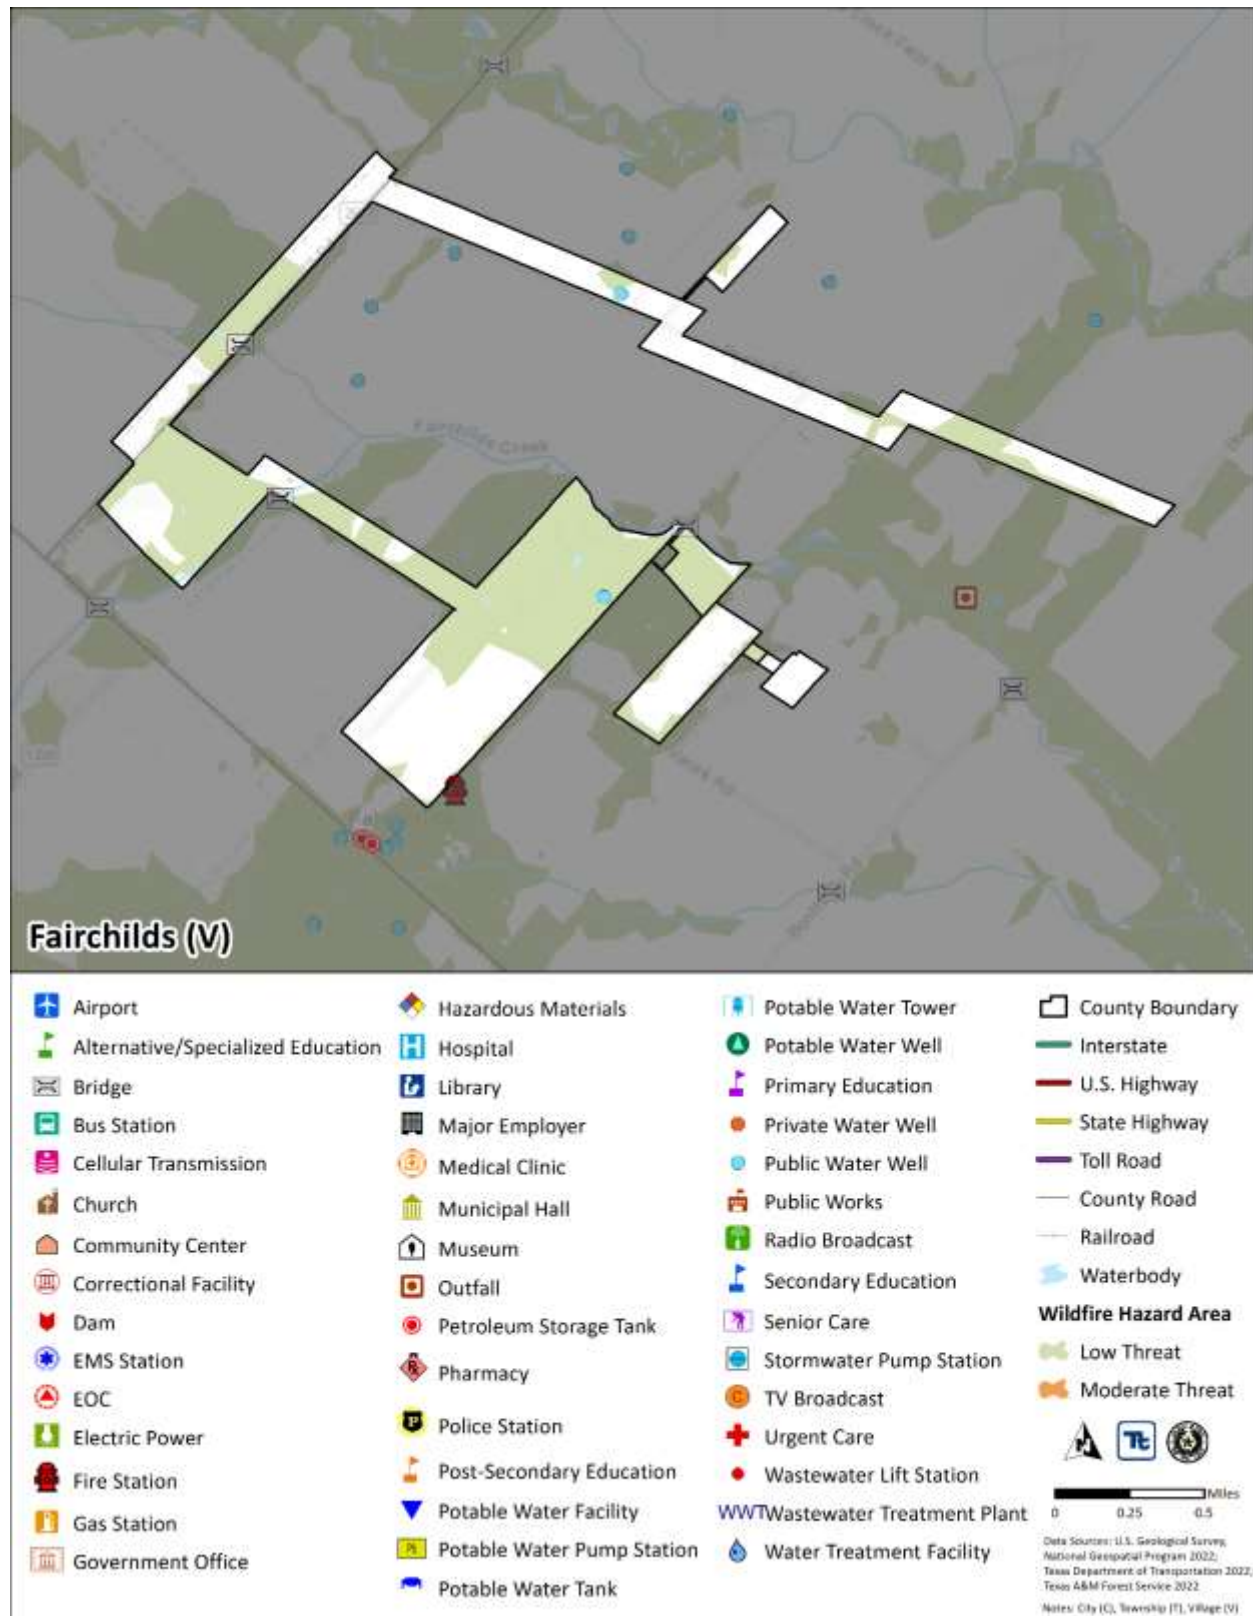 Fairchilds Creek
Fairchilds (V)
Airport
Alternative/Specialized Education
Bridge
Bus Station
Cellular Transmission
Church
Community Center
Correctional Facility
Dam
EMS Station
EOC
Electric Power
Fire Station
Gas Station
Government Office
Hazardous Materials
Hospital
Library
Major Employer
Medical Clinic
Municipal Hall
Museum
Outfall
Petroleum Storage Tank
Pharmacy
Police Station
Post-Secondary Education
Potable Water Facility
Potable Water Pump Station
Potable Water Tank
Potable Water Tower
Potable Water Well
Primary Education
Private Water Well
Public Water Well
Public Works
Radio Broadcast
Secondary Education
Senior Care
Stormwater Pump Station
TV Broadcast
Urgent Care
Wastewater Lift Station
WWT Wastewater Treatment Plant
Water Treatment Facility
County Boundary
Interstate
U.S. Highway
State Highway
Toll Road
County Road
Railroad
Waterbody
Wildfire Hazard Area
Low Threat
Moderate Threat
Tt
Miles
0 0.25 0.5
Data Sources: U.S. Geological Survey,
National Geospatial Program 2022;
Texas Department of Transportation 2022,
Texas A&M Forest Service 2022
Notes: City (C), Township (T), Village (V)